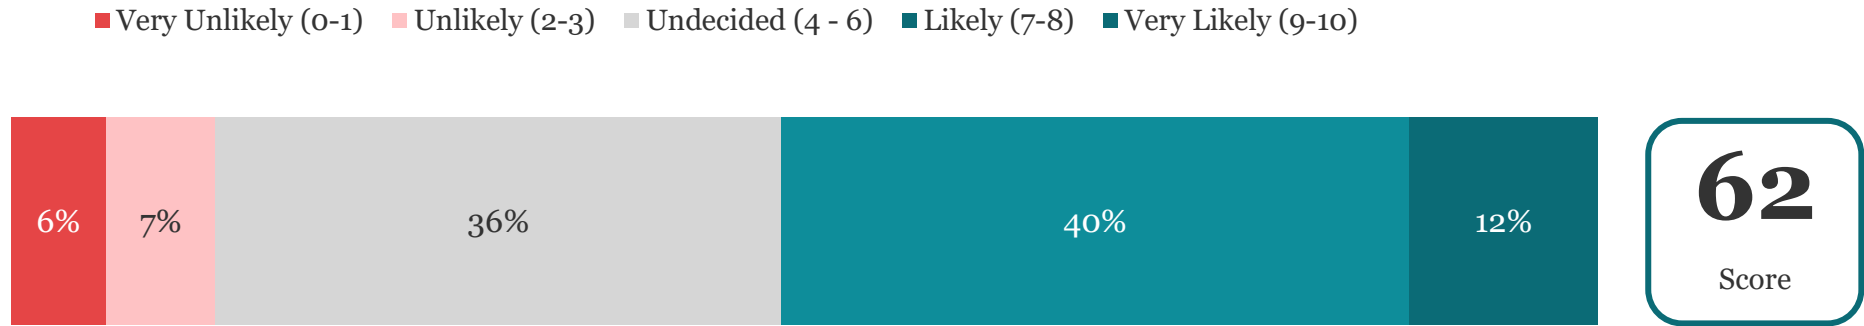 Very Unlikely (0-1) Unlikely (2-3) Undecided (4 - 6) Likely (7-8) Very Likely (9-10)
6% 7% 36% 40% 12%
62
Score